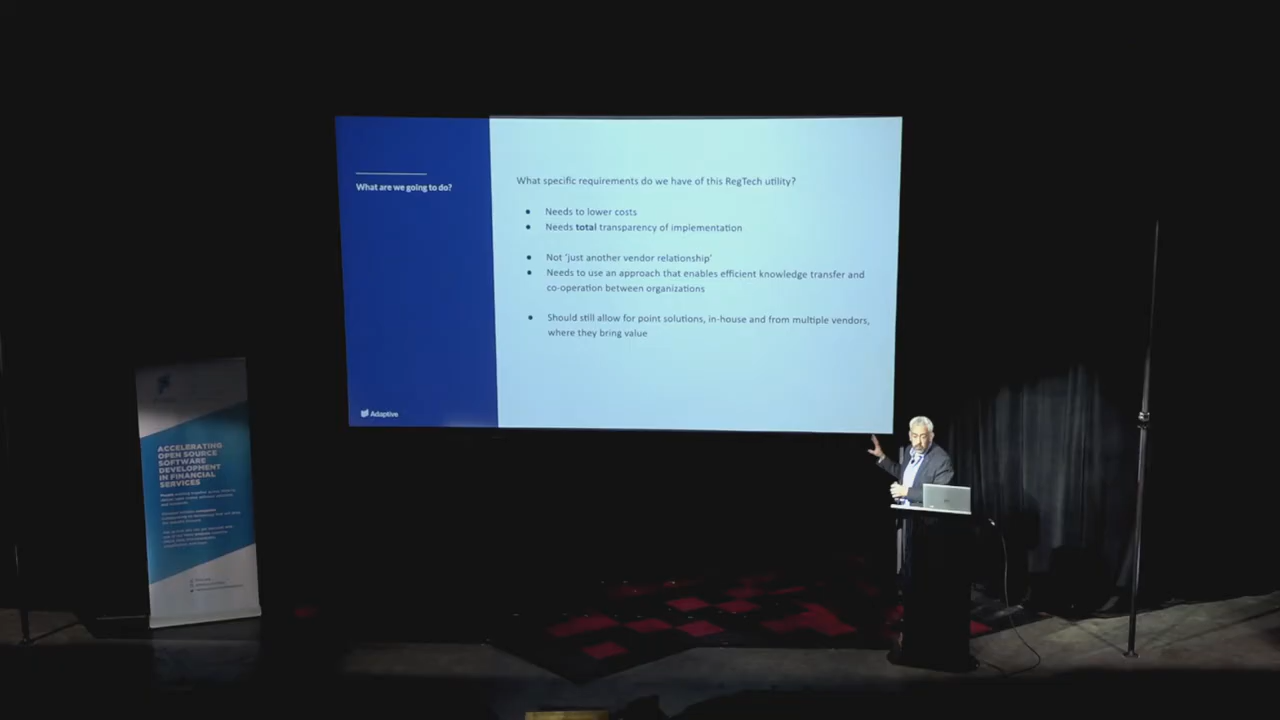 What are we going to do?
What specific requirements do we have of this RegTech utility?
● Needs to lower costs
● Needs total transparency of implementation
● Not ‘just another vendor relationship’
● Needs to use an approach that enables efficient knowledge transfer and
co-operation between organizations
● Should still allow for point solutions, in-house and from multiple vendors,
where they bring value
Adaptive
ACCELERATING
OPEN SOURCE
SOFTWARE
DEVELOPMENT
IN FINANCIAL
SERVICES